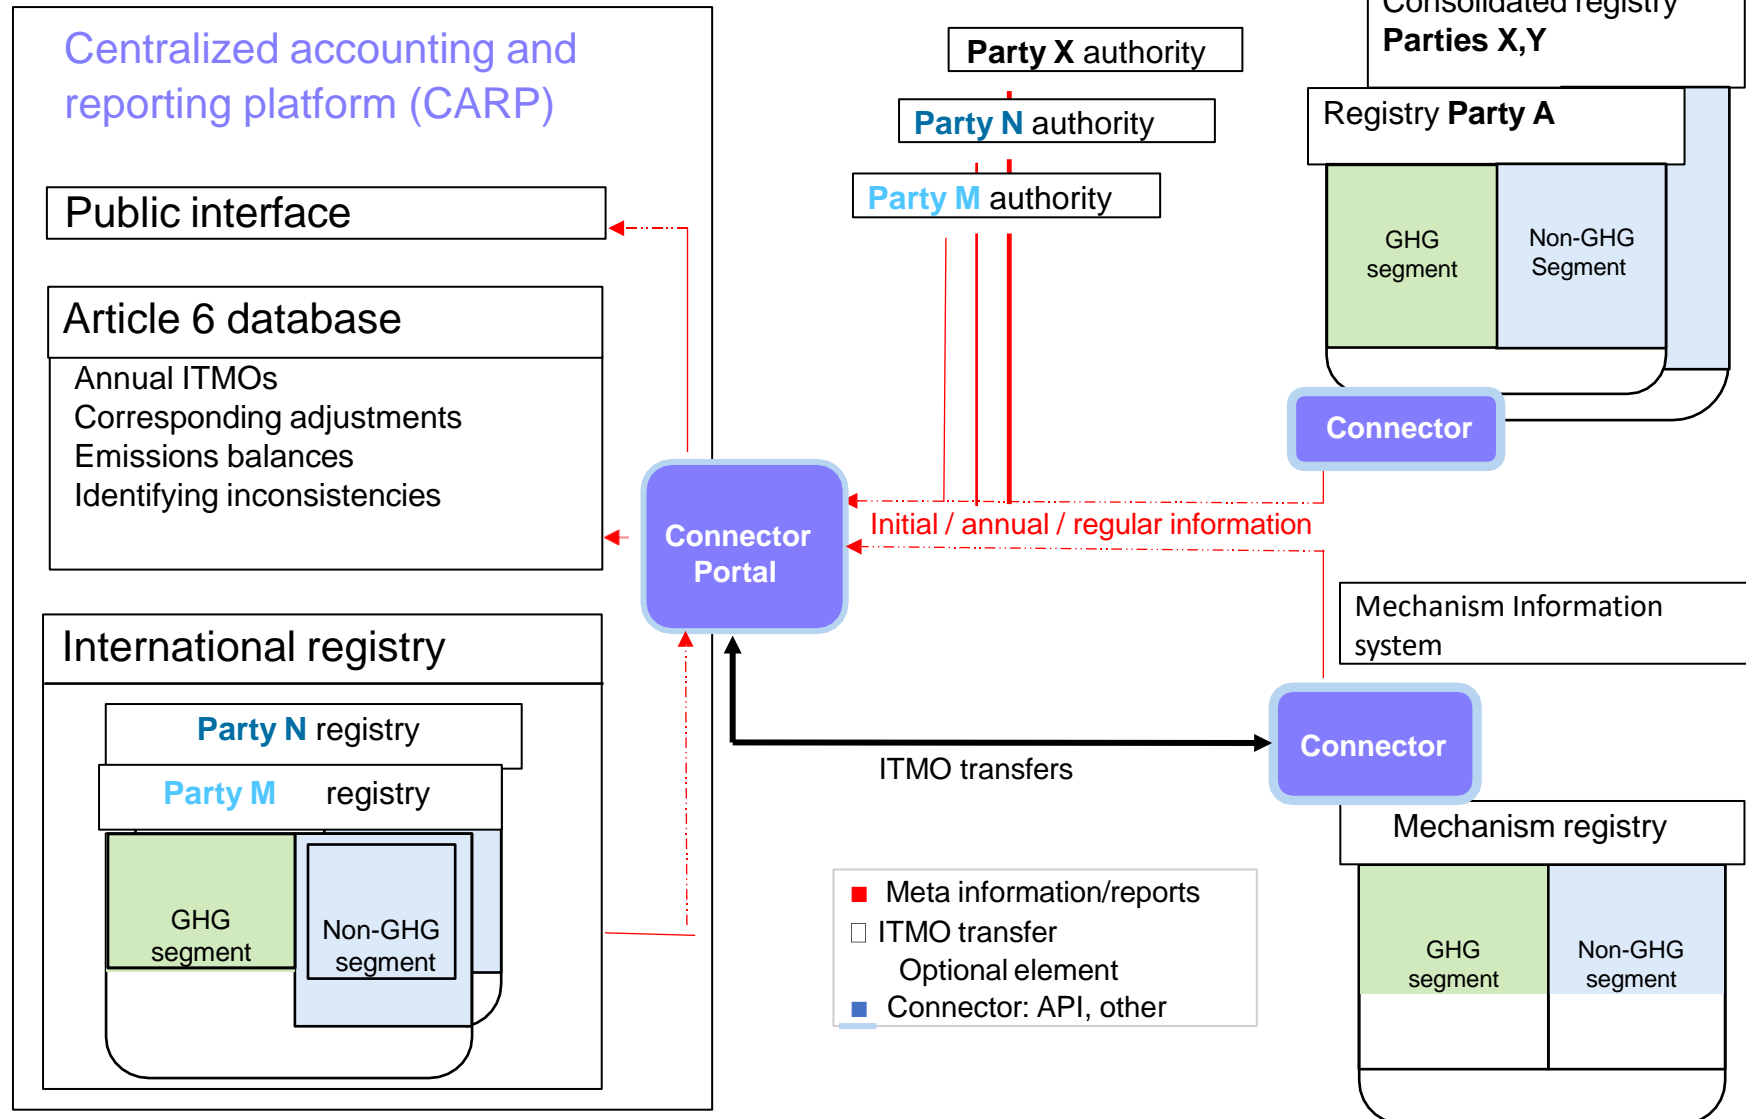 Centralized accounting and
reporting platform (CARP)
Public interface
Article 6 database
Annual ITMOs
Corresponding adjustments
Emissions balances
Identifying inconsistencies
International registry
Party N registry
Party M registry
GHG
segment
Non-GHG
segment
Connector
Portal
Party X authority
Party N authority
Party M authority
Initial / annual / regular information
ITMO transfers
Meta information/reports
ITMO transfer
Optional element
Connector: API, other
Consolidated registry
Parties X,Y
Registry Party A
GHG
segment
Non-GHG
Segment
Connector
Mechanism Information
system
Connector
Mechanism registry
GHG
segment
Non-GHG
segment